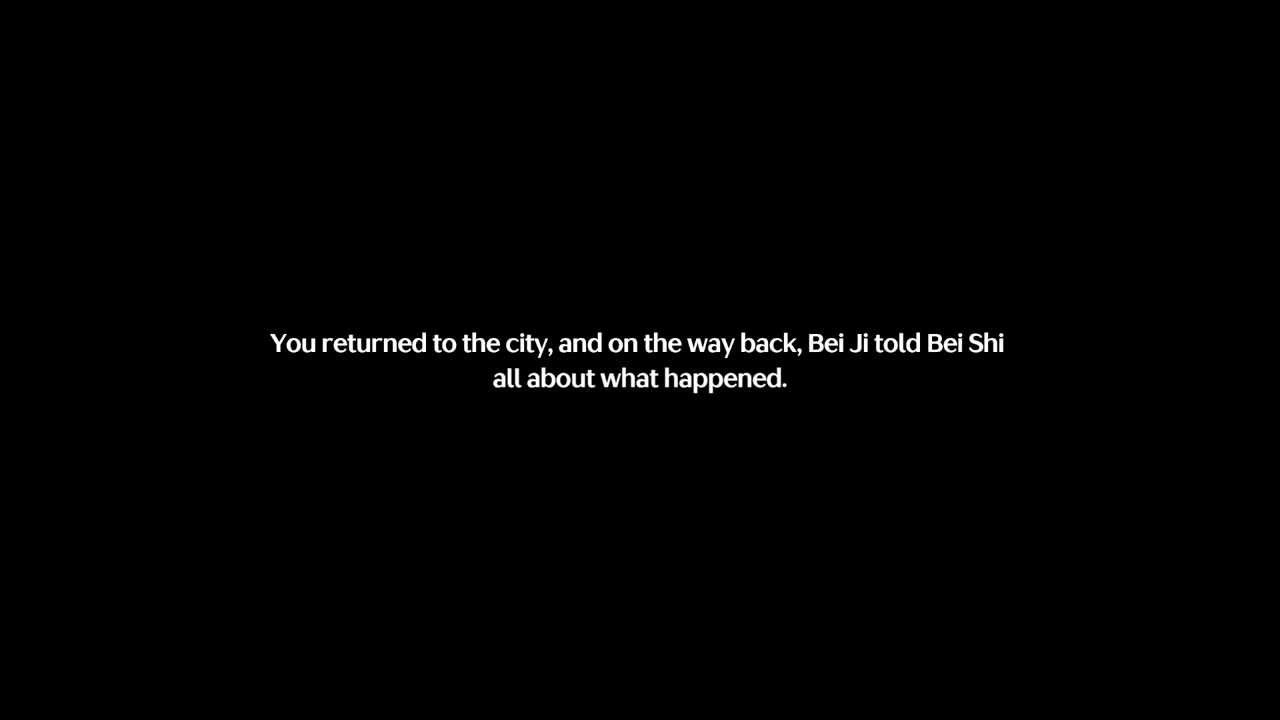 You returned to the city, and on the way back, Bei Ji told Bei Shi
all about what happened.